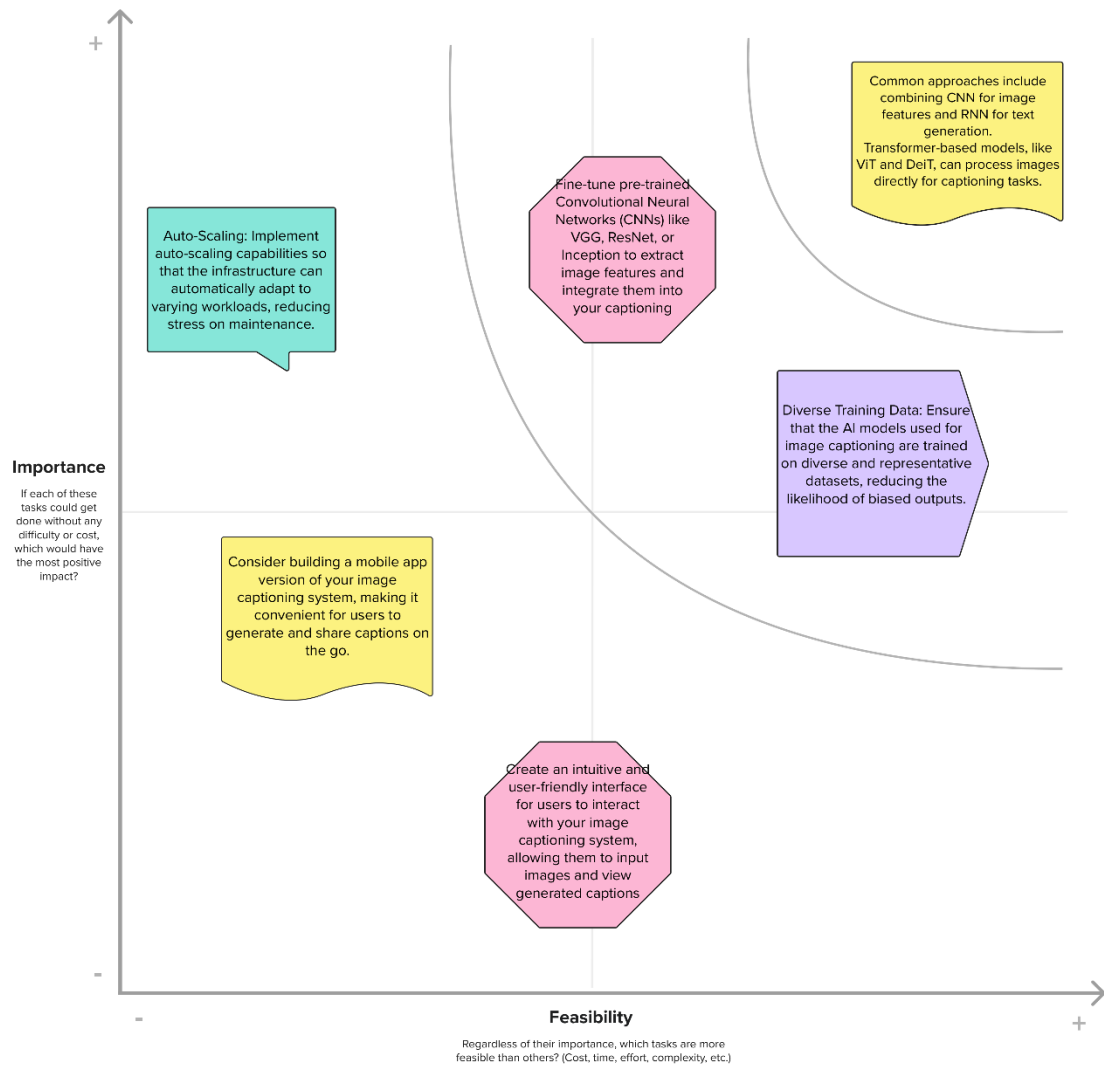 +
Common approaches include
combining CNN for image
features and RNN for text
generation.
Transformer-based models, like
ViT and DeiT, can process images
directly for captioning tasks.
Fine-tune pre-trained
Convolutional Neural
Networks (CNNs) like
VGG, ResNet, or
Inception to extract
image features and
integrate them into
your captioning
Auto-Scaling: Implement
auto-scaling capabilities so
that the infrastructure can
automatically adapt to
varying workloads, reducing
stress on maintenance.
Diverse Training Data: Ensure
that the AI models used for
image captioning are trained
on diverse and representative
datasets, reducing the
likelihood of biased outputs.
Importance
If each of these
tasks could get
done without any
difficulty or cost,
which would have
the most positive
impact?
Consider building a mobile app
version of your image
captioning system, making it
convenient for users to
generate and share captions on
the go.
Create an intuitive and
user-friendly interface
for users to interact
with your image
captioning system,
allowing them to input
images and view
generated captions
-
-
Feasibility
+
Regardless of their importance, which tasks are more
feasible than others? (Cost, time, effort, complexity, etc.)